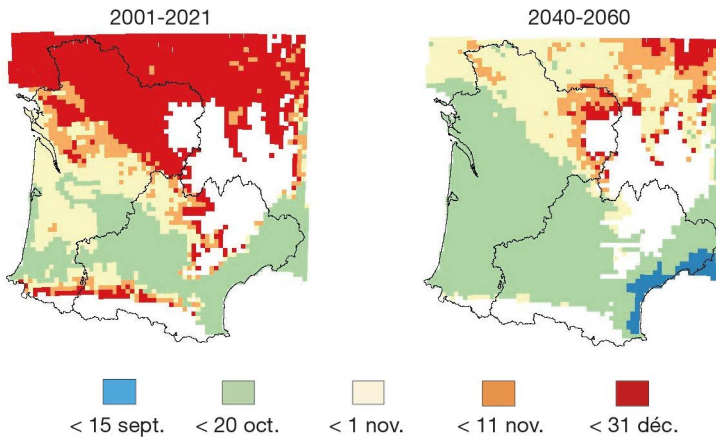 2001-2021 2040-2060
< 15 sept. < 20 oct. < 1 nov. < 11 nov. < 31 déc.